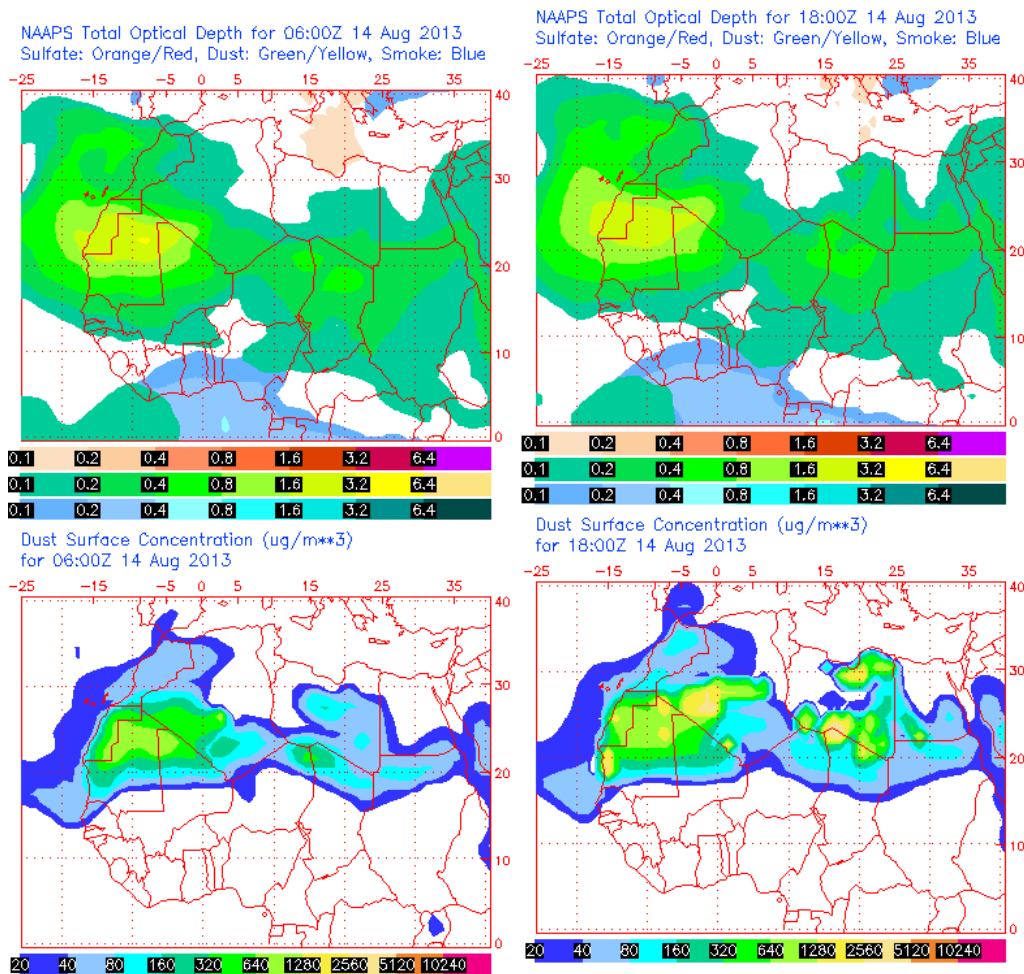 NAAPS Total Optical Depth for 06:00Z 14 Aug 2013
Sulfate: Orange/Red, Dust: Green/Yellow, Smoke: Blue
-25 -15 -5 0 5 15 25 35
40
30
20
10
0
0.1 0.2 0.4 0.8 1.6 3.2 6.4
0.1 0.2 0.4 0.8 1.6 3.2 6.4
0.1 0.2 0.4 0.8 1.6 3.2 6.4
NAAPS Total Optical Depth for 18:00Z 14 Aug 2013
Sulfate: Orange/Red, Dust: Green/Yellow, Smoke: Blue
-25 -15 -5 0 5 15 25 35
40
30
20
10
0
0.1 0.2 0.4 0.8 1.6 3.2 6.4
0.1 0.2 0.4 0.8 1.6 3.2 6.4
0.1 0.2 0.4 0.8 1.6 3.2 6.4
Dust Surface Concentration (ug/m**3)
for 06:00Z 14 Aug 2013
-25 -15 -5 0 5 15 25 35
40
30
20
10
0
20 40 80 160 320 640 1280 2560 5120 10240
Dust Surface Concentration (ug/m**3)
for 18:00Z 14 Aug 2013
-25 -15 -5 0 5 15 25 35
40
30
20
10
0
20 40 80 160 320 640 1280 2560 5120 10240